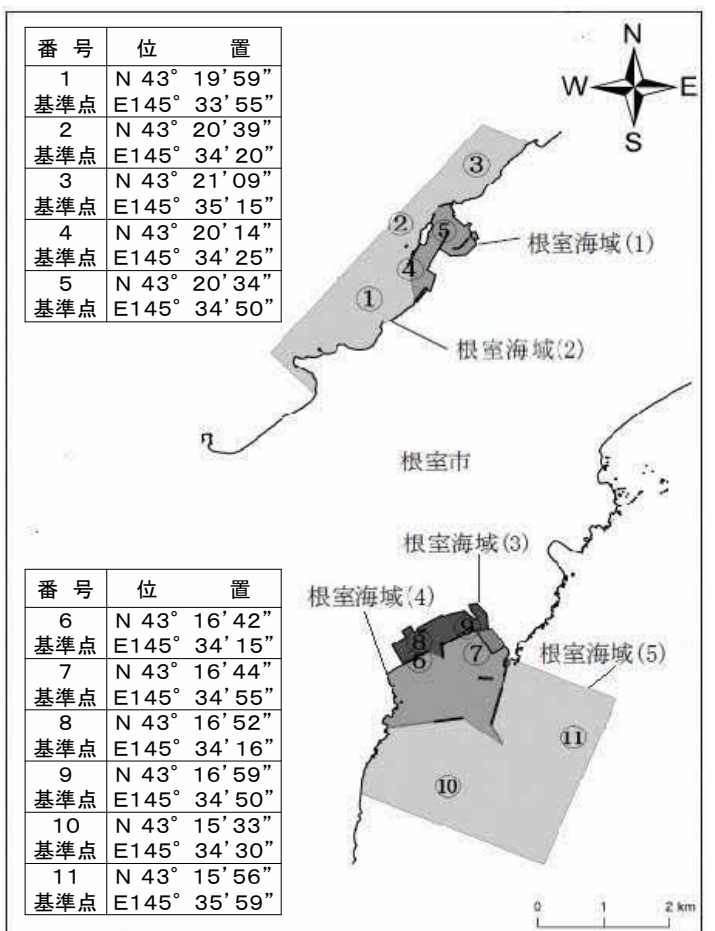 番 号 位 置
1 N 43° 19’59”
基準点 E145° 33’55”
2 N 43° 20’39”
基準点 E145° 34’20”
3 N 43° 21’09”
基準点 E145° 35’15”
4 N 43° 20’14”
基準点 E145° 34’25”
5 N 43° 20’34”
基準点 E145° 34’50”
N
W E
S
③
②
⑤
根室海域(1)
④
①
根室海域(2)
根室市
根室海域(3)
根室海域(4)
9
8
6
⑦
根室海域(5)
⑪
⑩
番 号 位 置
6 N 43° 16’42”
基準点 E145° 34’15”
7 N 43° 16’44”
基準点 E145° 34’55”
8 N 43° 16’52”
基準点 E145° 34’16”
9 N 43° 16’59”
基準点 E145° 34’50”
10 N 43° 15’33”
基準点 E145° 34’30”
11 N 43° 15’56”
基準点 E145° 35’59”
0 1 2 km